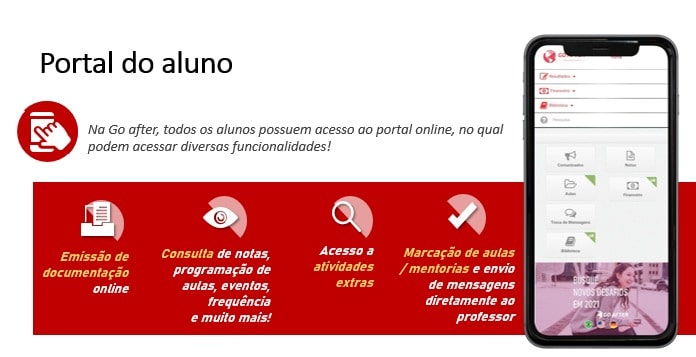 Portal do aluno
Na Go after, todos os alunos possuem acesso ao portal online, no qual
podem acessar diversas funcionalidades!
Emissão de
documentação
online
Consulta de notas,
programação de
aulas, eventos,
frequência
e muito mais!
Acesso a
atividades
extras
Marcação de aulas
/ mentorias e envio
de mensagens
diretamente ao
professor
Resultados
Financeiro
Biblioteca
Pesquisar
Comunicados
Notas
Aulas
Financeiro
Troca de Mensagens
Biblioteca
BUSQUE
NOVOS DESAFIOS
EM 2021
GO AFTER